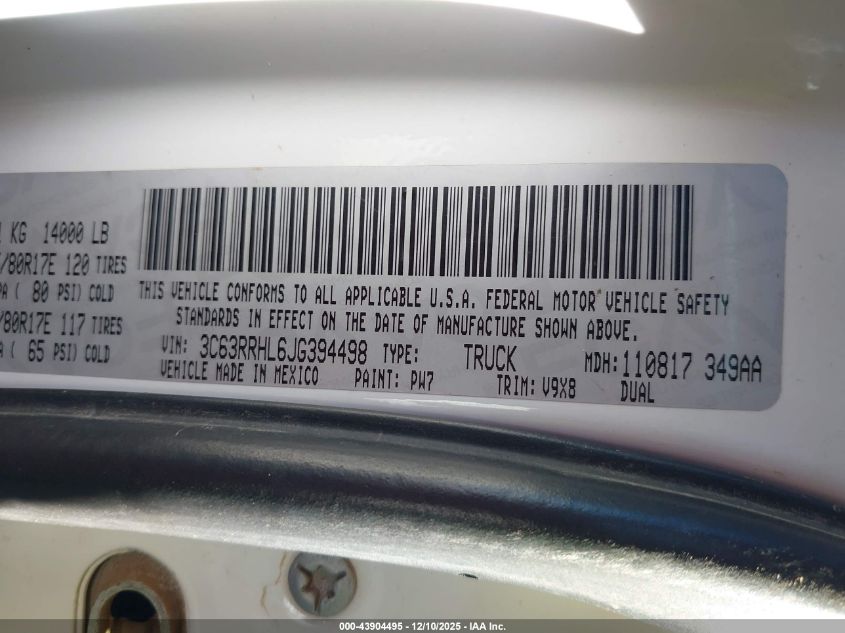 KG 14000 LB
/80R17E 120 TIRES
PA ( 80 PSI) COLD
/80R17E 117 TIRES
A ( 65 PSI) COLD
THIS VEHICLE CONFORMS TO ALL APPLICABLE U.S.A. FEDERAL MOTOR VEHICLE SAFETY
STANDARDS IN EFFECT ON THE DATE OF MANUFACTURE SHOWN ABOVE.
VIN: 3C63RRHL6JG394498 TYPE: TRUCK MDH:110817 349AA
VEHICLE MADE IN MEXICO PAINT: PW7 TRIM: V9X8 DUAL
000-43904495 - 12/10/2025 - IAA Inc.